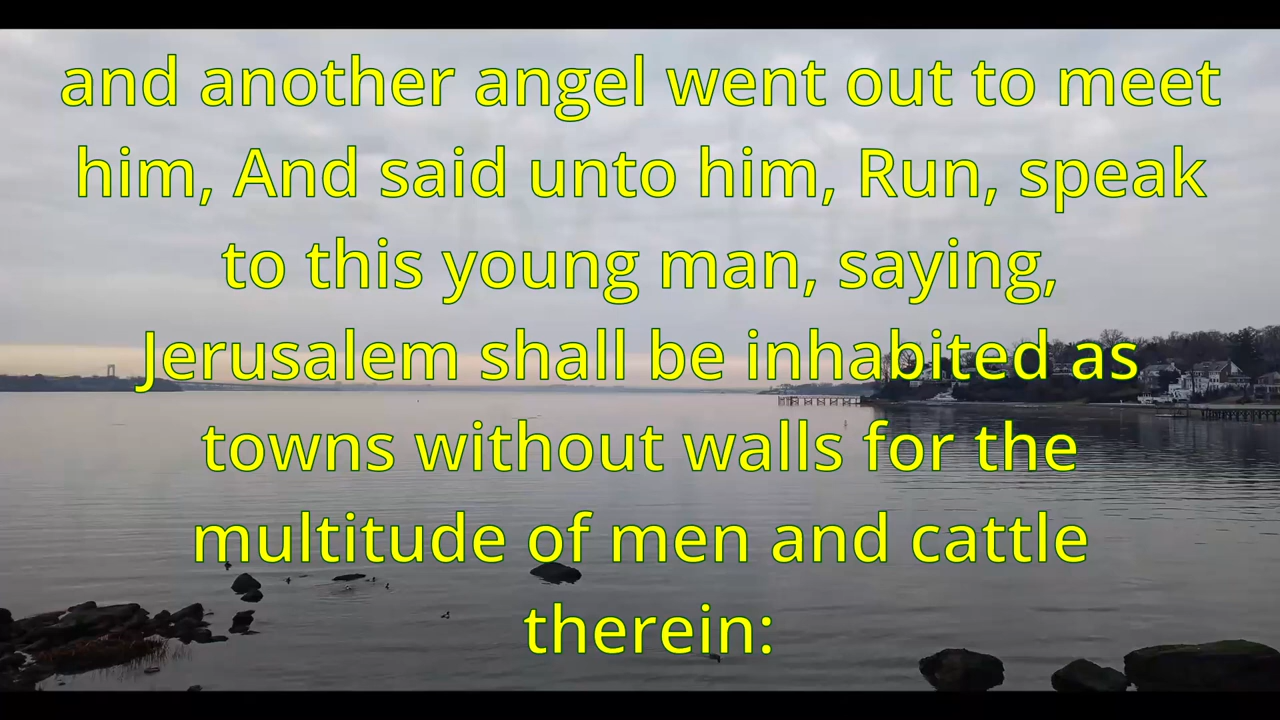 and another angel went out to meet
him, And said unto him, Run, speak
to this young man, saying,
Jerusalem shall be inhabited as
towns without walls for the
multitude of men and cattle
therein: